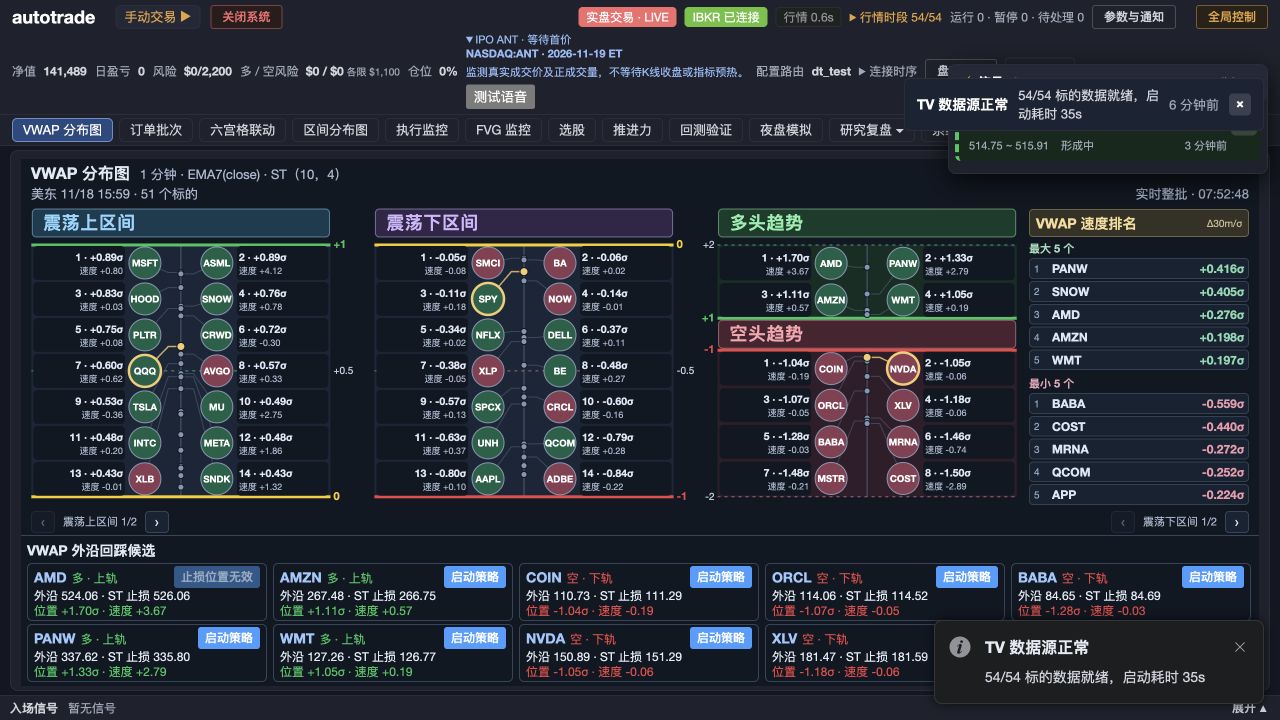 autotrade 手动交易 ▶ 关闭系统 实盘交易 · LIVE IBKR 已连接 行情 0.6s ▶ 行情时段 54/54 运行 0 · 暂停 0 · 待处理 0 参数与通知 全局控制
▼IPO ANT · 等待首价
NASDAQ:ANT · 2026-11-19 ET
净值 141,489 日盈亏 0 风险 $0/2,200 多 / 空风险 $0 / $0 各限 $1,100 仓位 0% 监测真实成交价及正成交量，不等待K线收盘或指标预热。 配置路由 dt_test ▶ 连接时序
测试语音
TV 数据源正常 54/54 标的数据就绪，启动耗时 35s 6 分钟前 ×
514.75 ~ 515.91 形成中 3 分钟前
VWAP 分布图 订单批次 六宫格联动 区间分布图 执行监控 FVG 监控 选股 推进力 回测验证 夜盘模拟 研究复盘
VWAP 分布图 1 分钟 · EMA7(close) · ST（10，4）
美东 11/18 15:59 · 51 个标的 实时整批 · 07:52:48
震荡上区间
+1
1 · +0.89σ 速度 +0.80 MSFT ASML 2 · +0.89σ 速度 +4.12
3 · +0.83σ 速度 +0.83 HOOD SNOW 4 · +0.76σ 速度 +0.78
5 · +0.75σ 速度 +0.08 PLTR CRWD 6 · +0.72σ 速度 -0.30
7 · +0.60σ 速度 +0.62 QQQ AVGO 8 · +0.57σ 速度 +0.33
+0.5
9 · +0.53σ 速度 -0.36 TSLA MU 10 · +0.49σ 速度 +2.75
11 · +0.48σ 速度 +0.20 INTC META 12 · +0.48σ 速度 +1.86
13 · +0.43σ 速度 -0.01 XLB SNDK 14 · +0.43σ 速度 +1.32
0
‹ 震荡上区间 1/2 ›
震荡下区间
0
1 · -0.05σ 速度 -0.08 SMCI BA 2 · -0.06σ 速度 +0.02
3 · -0.11σ 速度 +0.18 SPY NOW 4 · -0.14σ 速度 -0.01
5 · -0.34σ 速度 +0.02 NFLX DELL 6 · -0.37σ 速度 +0.11
7 · -0.38σ 速度 -0.05 XLP BE 8 · -0.48σ 速度 +0.27
-0.5
9 · -0.57σ 速度 +0.13 SPCX CRCL 10 · -0.60σ 速度 -0.16
11 · -0.63σ 速度 +0.37 UNH QCOM 12 · -0.79σ 速度 +0.28
13 · -0.80σ 速度 +0.10 AAPL ADBE 14 · -0.84σ 速度 -0.22
-1
多头趋势
+2
1 · +1.70σ 速度 +3.67 AMD PANW 2 · +1.33σ 速度 +2.79
3 · +1.11σ 速度 +0.57 AMZN WMT 4 · +1.05σ 速度 +0.19
+1
空头趋势
-1
1 · -1.04σ 速度 -0.19 COIN NVDA 2 · -1.05σ 速度 -0.06
3 · -1.07σ 速度 -0.05 ORCL XLV 4 · -1.18σ 速度 -0.06
5 · -1.28σ 速度 -0.03 BABA MRNA 6 · -1.46σ 速度 -0.74
7 · -1.48σ 速度 -0.21 MSTR COST 8 · -1.50σ 速度 -2.89
-2
VWAP 速度排名 Δ30m/σ
最大 5 个
1 PANW +0.416σ
2 SNOW +0.405σ
3 AMD +0.276σ
4 AMZN +0.198σ
5 WMT +0.197σ
最小 5 个
1 BABA -0.559σ
2 COST -0.440σ
3 MRNA -0.272σ
4 QCOM -0.252σ
5 APP -0.224σ
‹ 震荡下区间 1/2 ›
VWAP 外沿回踩候选
AMD 多 · 上轨 止损位置无效
外沿 524.06 · ST 止损 526.06
位置 +1.70σ · 速度 +3.67
AMZN 多 · 上轨 启动策略
外沿 267.48 · ST 止损 266.75
位置 +1.11σ · 速度 +0.57
COIN 空 · 下轨 启动策略
外沿 110.73 · ST 止损 111.29
位置 -1.04σ · 速度 -0.19
ORCL 空 · 下轨 启动策略
外沿 114.06 · ST 止损 114.52
位置 -1.07σ · 速度 -0.05
BABA 空 · 下轨 启动策略
外沿 84.65 · ST 止损 84.69
位置 -1.28σ · 速度 -0.03
PANW 多 · 上轨 启动策略
外沿 337.62 · ST 止损 335.80
位置 +1.33σ · 速度 +2.79
WMT 多 · 上轨 启动策略
外沿 127.26 · ST 止损 126.77
位置 +1.05σ · 速度 +0.19
NVDA 空 · 下轨 启动策略
外沿 150.89 · ST 止损 151.29
位置 -1.05σ · 速度 -0.06
XLV 空 · 下轨
外沿 181.47 · ST 止损 181.59
位置 -1.18σ · 速度 -0.06
TV 数据源正常
54/54 标的数据就绪，启动耗时 35s
入场信号 暂无信号 展开 ▲